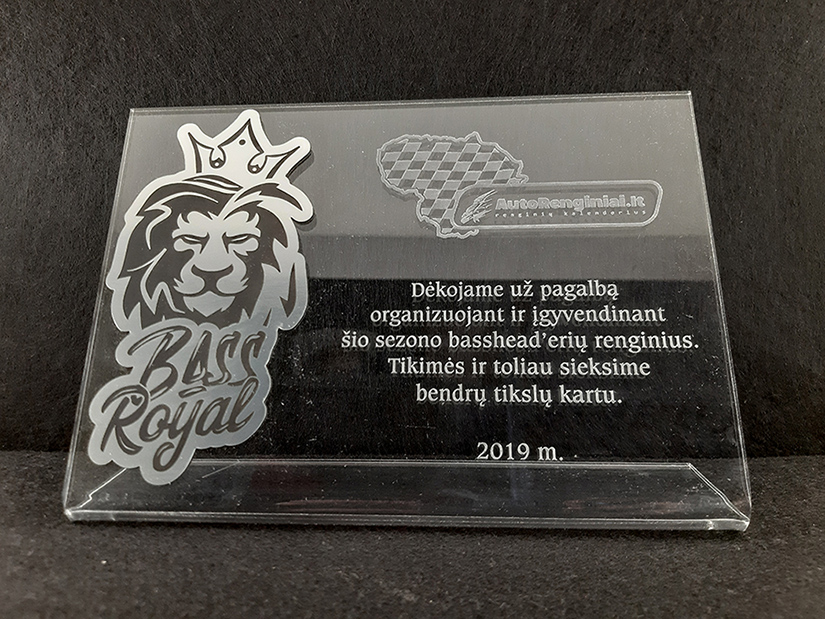 BASS
Royal
AutoRenginiai.lt
renginių kalendorius
Dėkojame už pagalbą
organizuojant ir įgyvendinant
šio sezono basshead'erių renginius.
Tikimės ir toliau sieksime
bendrų tikslų kartu.
2019 m.